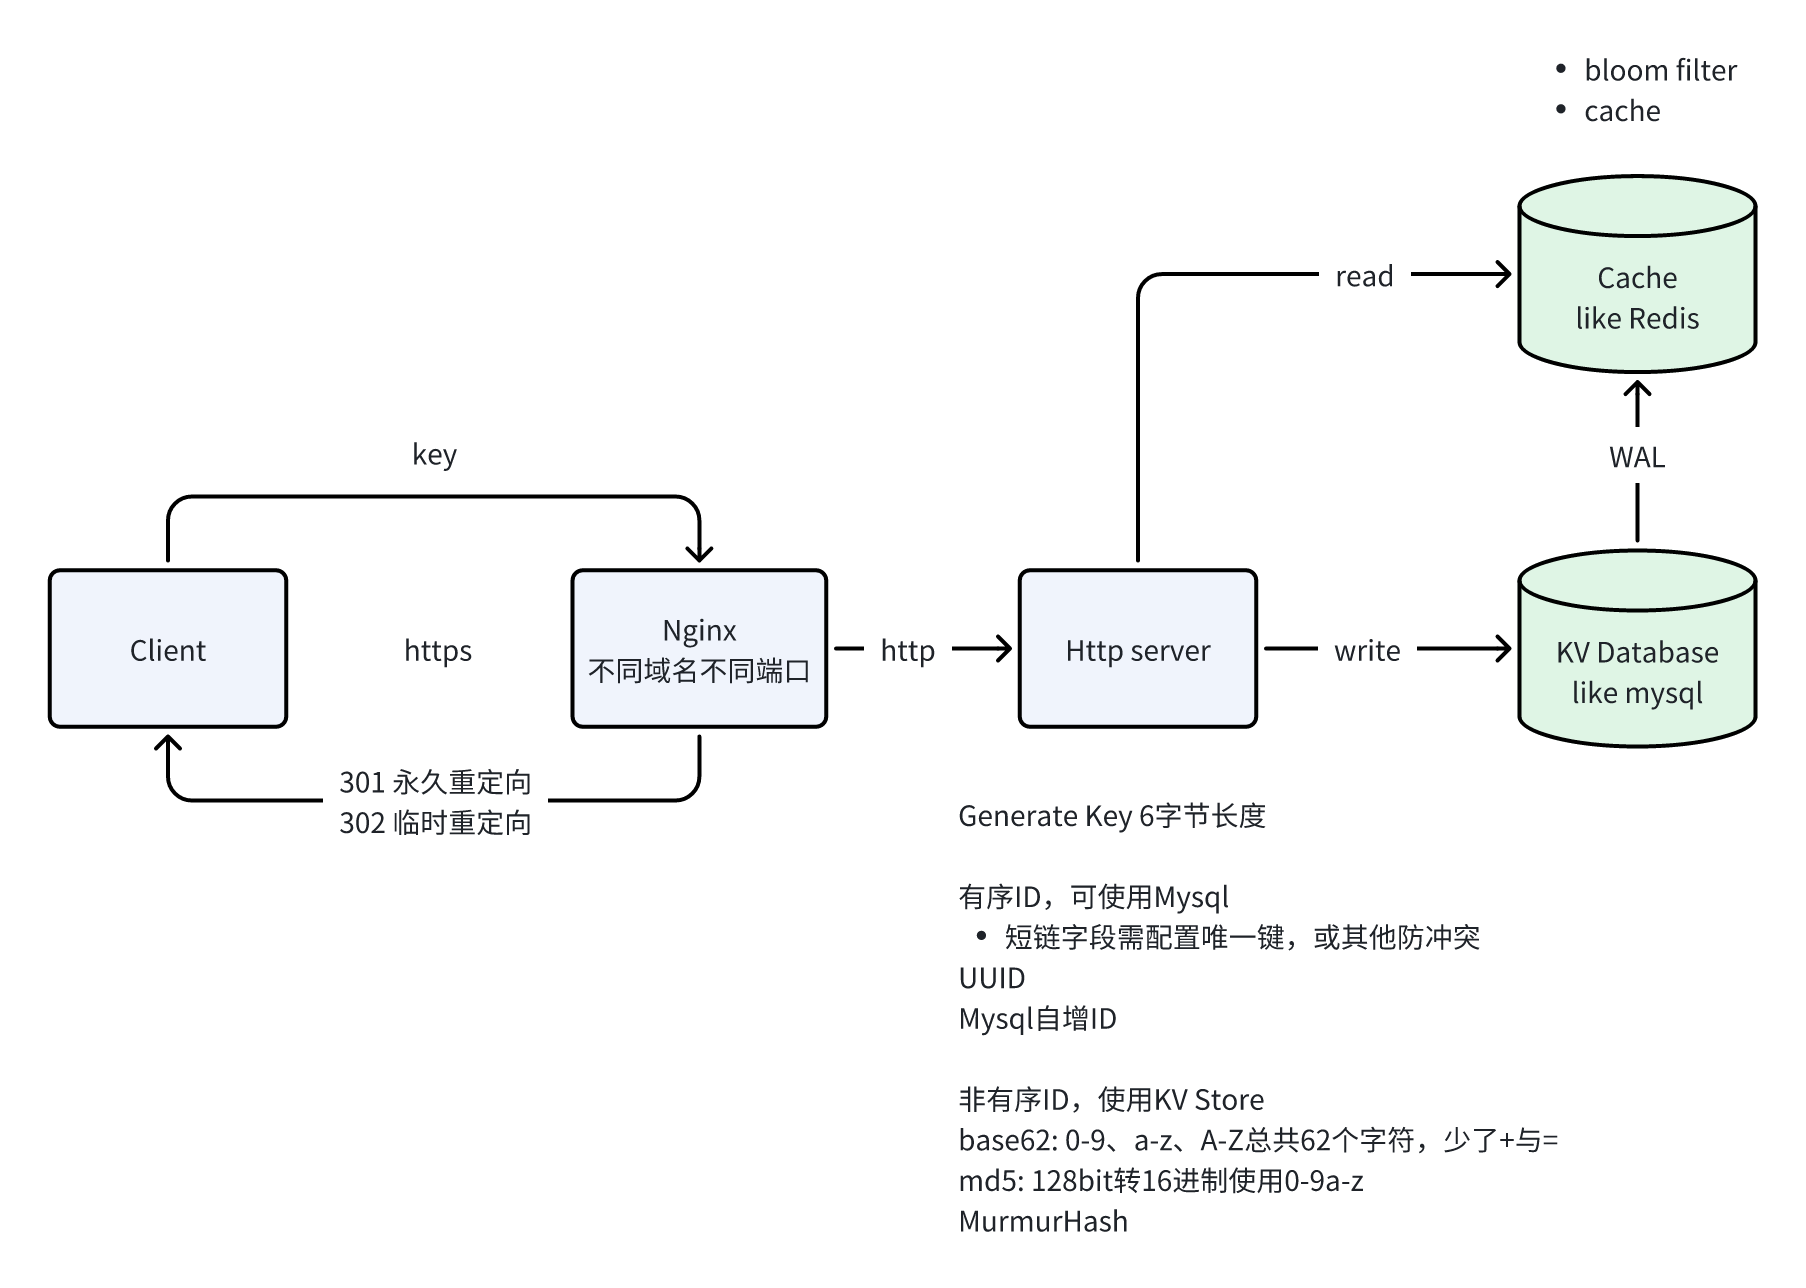 • bloom filter
• cache
Cache
like Redis
read
WAL
key
Client
https
Nginx
不同域名不同端口
http
Http server
write
KV Database
like mysql
301 永久重定向
302 临时重定向
Generate Key 6字节长度
有序ID，可使用Mysql
• 短链字段需配置唯一键，或其他防冲突
UUID
Mysql自增ID
非有序ID，使用KV Store
base62: 0-9、a-z、A-Z总共62个字符，少了+与=
md5: 128bit转16进制使用0-9a-z
MurmurHash